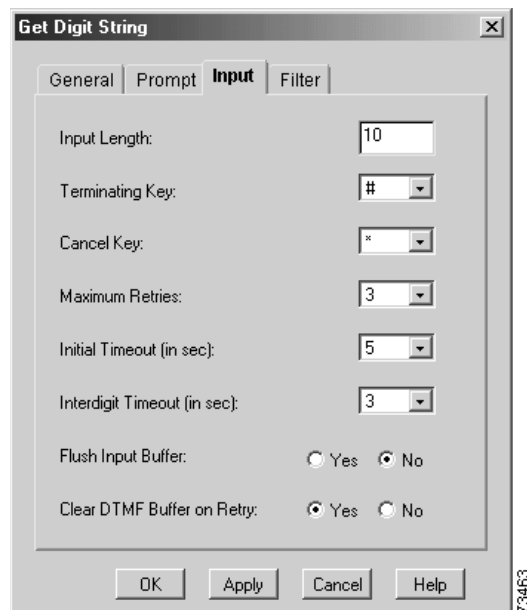 Get Digit String
General Prompt Input Filter
Input Length: 10
Terminating Key: #
Cancel Key: *
Maximum Retries: 3
Initial Timeout (in sec): 5
Interdigit Timeout (in sec): 3
Flush Input Buffer: Yes No
Clear DTMF Buffer on Retry: Yes No
OK Apply Cancel Help